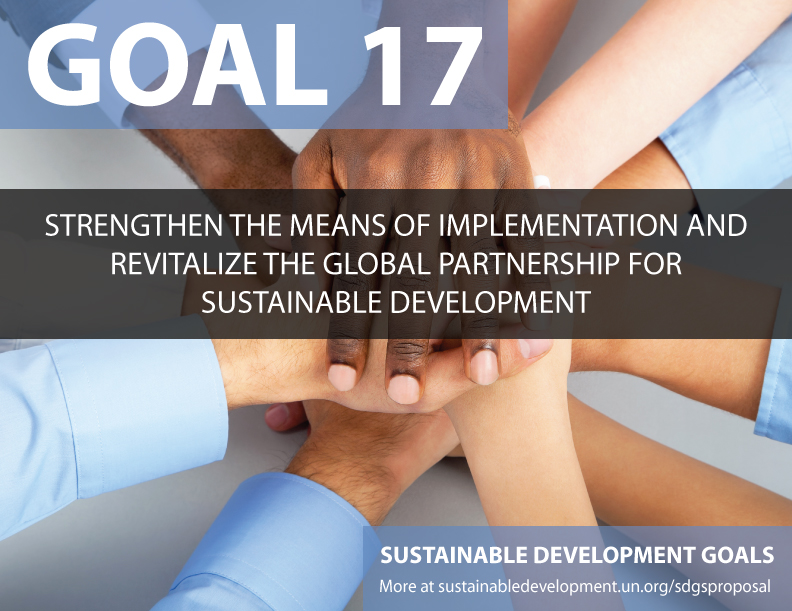 GOAL 17
STRENGTHEN THE MEANS OF IMPLEMENTATION AND
REVITALIZE THE GLOBAL PARTNERSHIP FOR
SUSTAINABLE DEVELOPMENT
SUSTAINABLE DEVELOPMENT GOALS
More at sustainabledevelopment.un.org/sdgsproposal